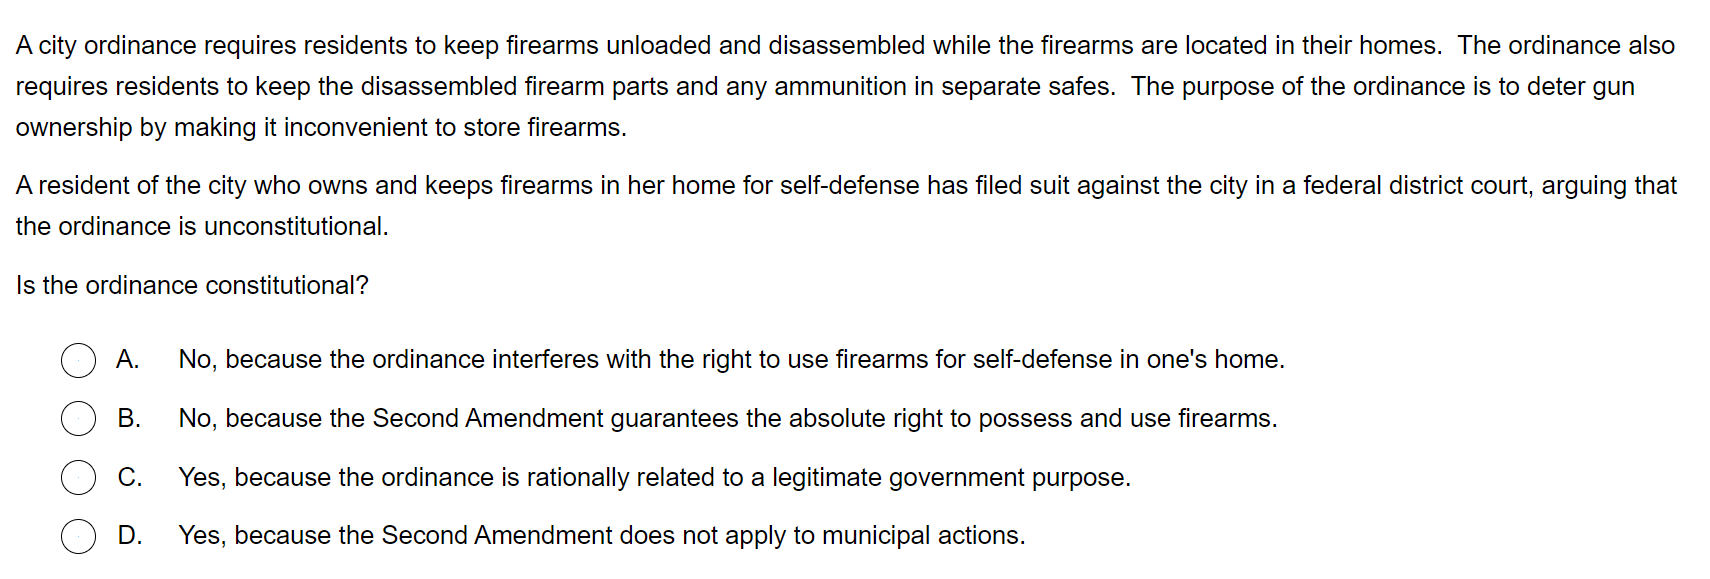 A city ordinance requires residents to keep firearms unloaded and disassembled while the firearms are located in their homes.  The ordinance also
requires residents to keep the disassembled firearm parts and any ammunition in separate safes.  The purpose of the ordinance is to deter gun
ownership by making it inconvenient to store firearms.
A resident of the city who owns and keeps firearms in her home for self-defense has filed suit against the city in a federal district court, arguing that
the ordinance is unconstitutional.
Is the ordinance constitutional?
A. No, because the ordinance interferes with the right to use firearms for self-defense in one's home.
B. No, because the Second Amendment guarantees the absolute right to possess and use firearms.
C. Yes, because the ordinance is rationally related to a legitimate government purpose.
D. Yes, because the Second Amendment does not apply to municipal actions.